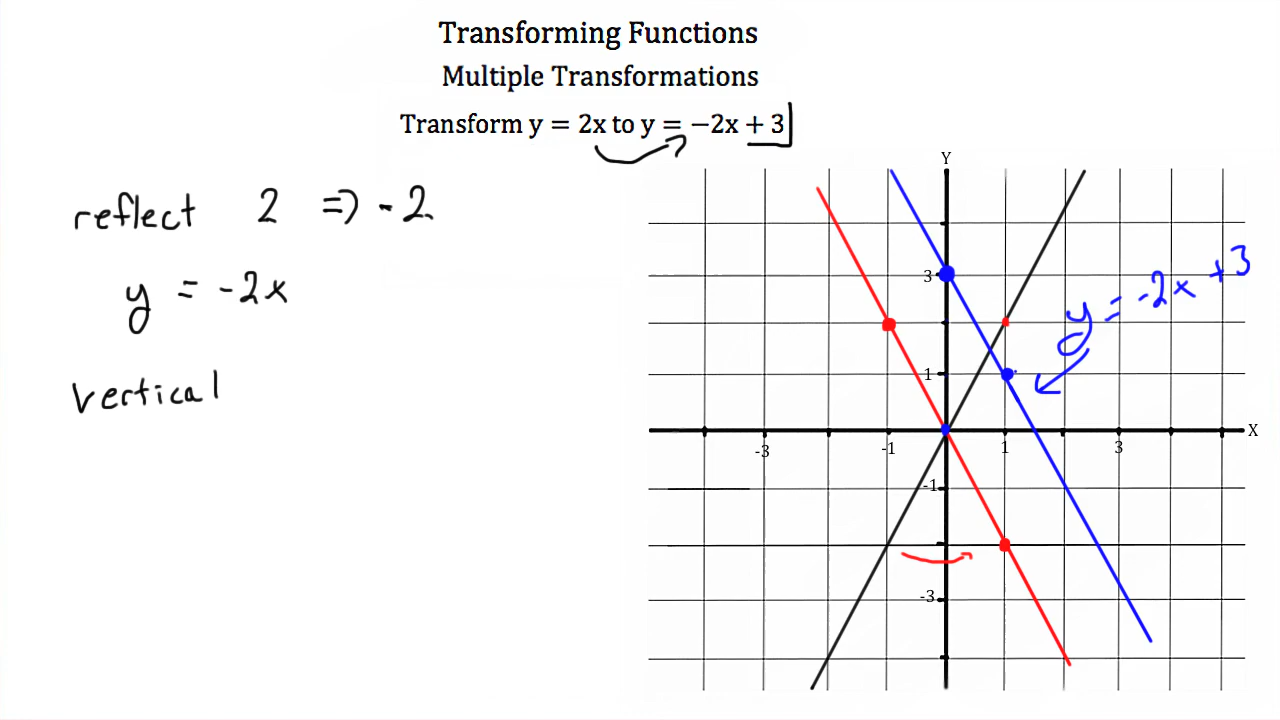 Transforming Functions
Multiple Transformations
Transform y = 2x to y = −2x + 3
reflect 2 => -2
y = -2x
vertical
Y
3
y = -2x + 3
1
X
-3 -1 1 3
-1
-3